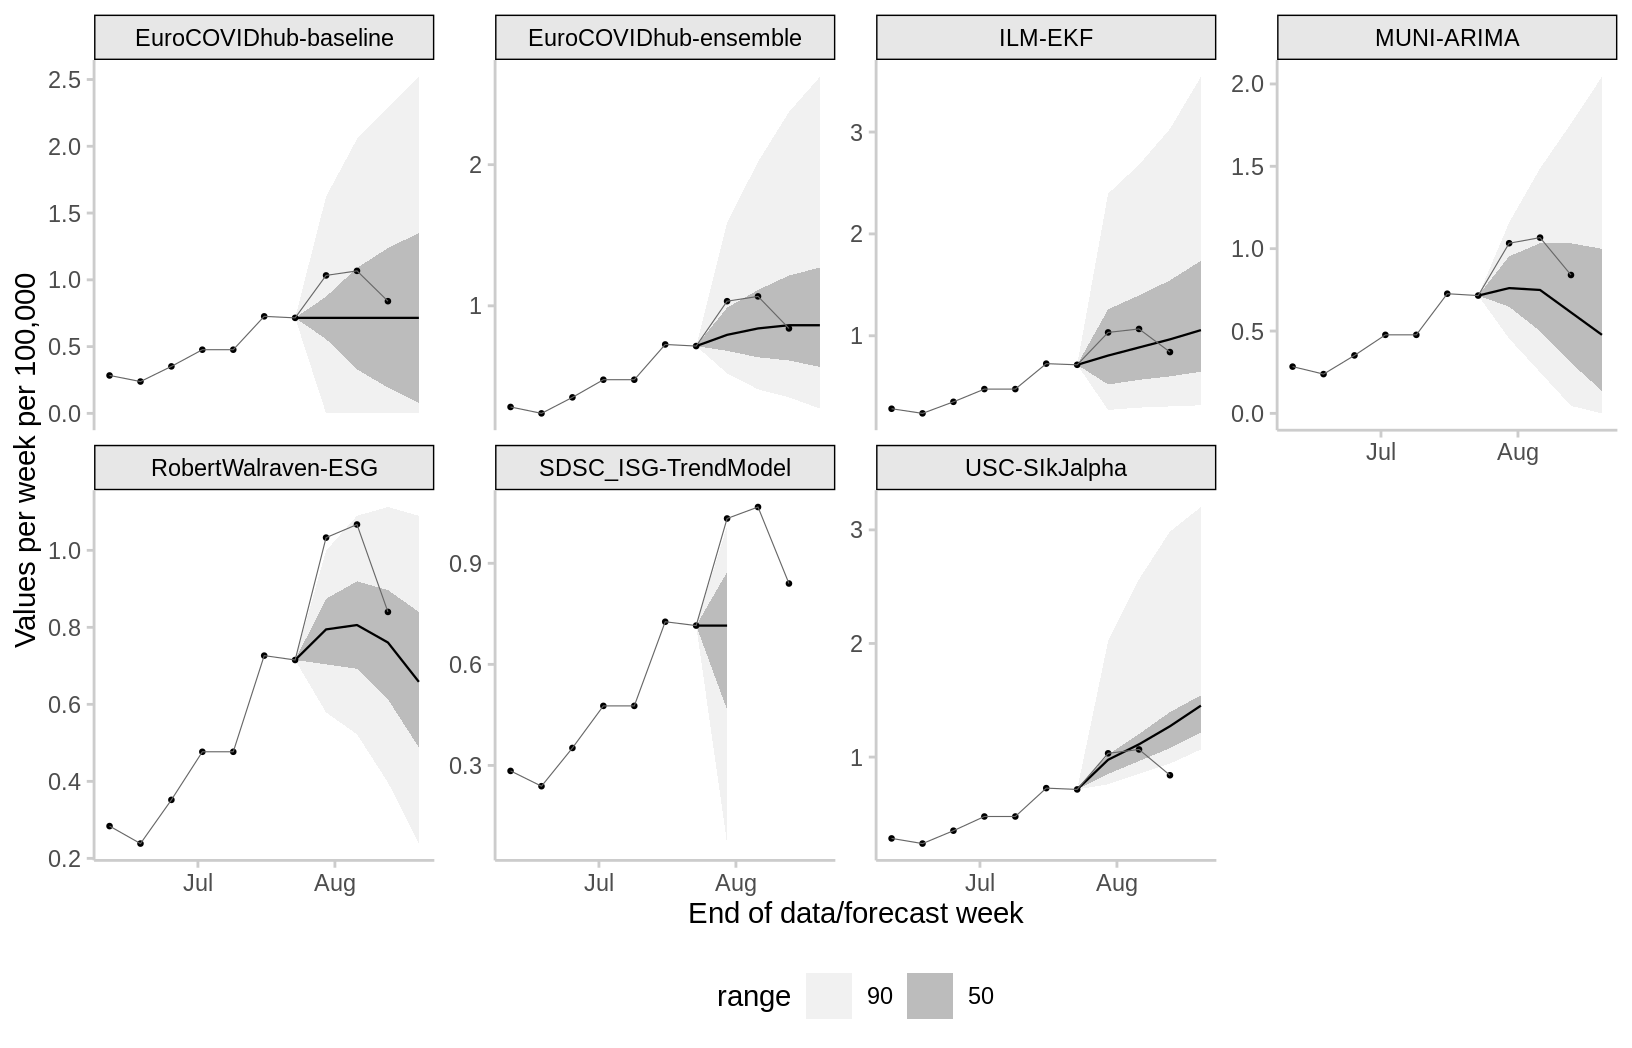 EuroCOVIDhub-baseline
EuroCOVIDhub-ensemble
ILM-EKF
MUNI-ARIMA
2.5
2.0
1.5
1.0
0.5
0.0
2
1
3
2
1
2.0
1.5
1.0
0.5
0.0
Jul
Aug
Values per week per 100,000
RobertWalraven-ESG
SDSC_ISG-TrendModel
USC-SIkJalpha
1.0
0.8
0.6
0.4
0.2
0.9
0.6
0.3
3
2
1
Jul
Aug
Jul
Aug
Jul
Aug
End of data/forecast week
range
90
50